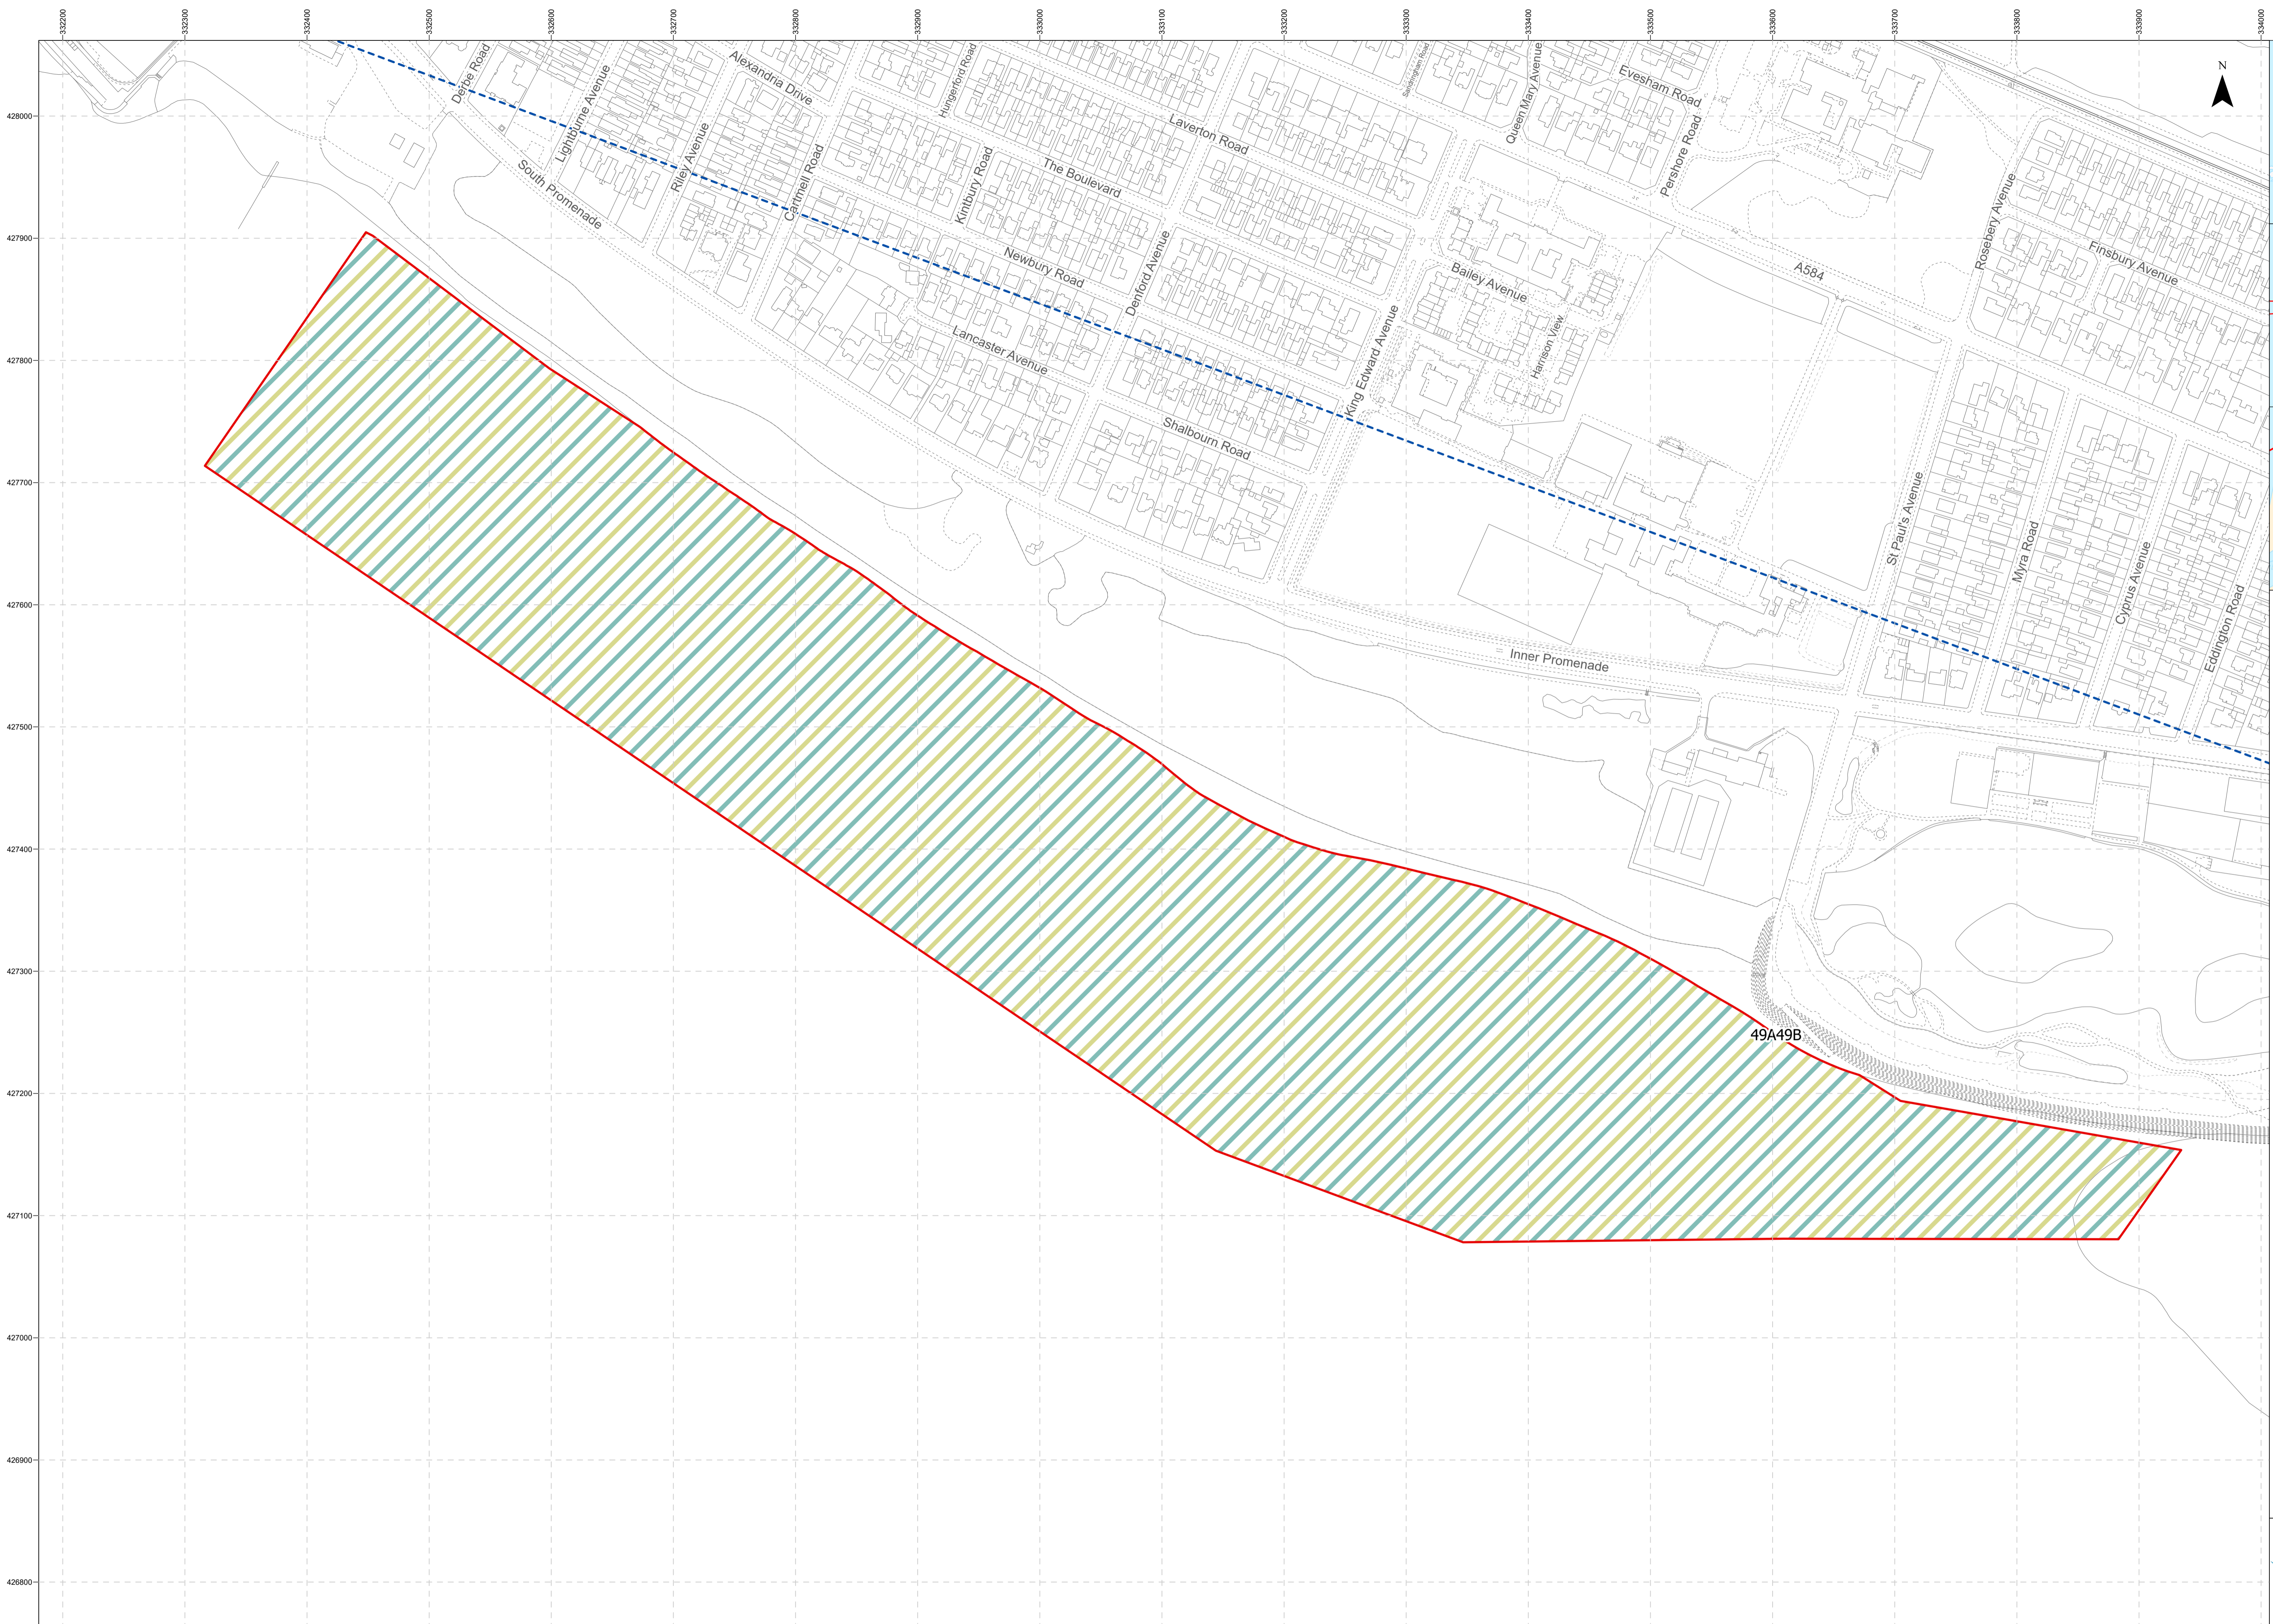 332200
332300
332400
332500
332600
332700
332800
332900
333000
333100
333200
333300
333400
333500
333600
333700
333800
333900
334000
428000
427900
427800
427700
427600
427500
427400
427300
427200
427100
427000
426900
426800
N
Derbe Road
Lightburne Avenue
Alexandria Drive
Hungerford Road
Sandringham Road
Queen Mary Avenue
Evesham Road
South Promenade
Riley Avenue
Cartmell Road
Kintbury Road
The Boulevard
Laverton Road
Pershore Road
Rosebery Avenue
Finsbury Avenue
A584
Newbury Road
Denford Avenue
Bailey Avenue
Harrison View
Lancaster Avenue
King Edward Avenue
Shalbourn Road
St Paul's Avenue
Myra Road
Cyprus Avenue
Eddington Road
Inner Promenade
49A49B